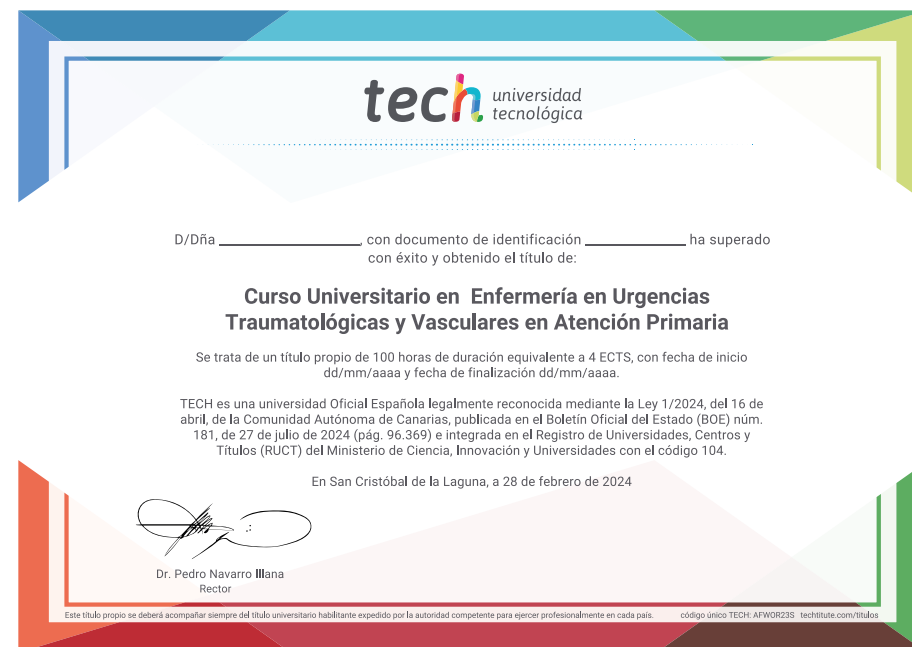 tech universidad
tecnológica
D/Dña ______________, con documento de identificación __________ ha superado
con éxito y obtenido el título de:
Curso Universitario en Enfermería en Urgencias
Traumatológicas y Vasculares en Atención Primaria
Se trata de un título propio de 100 horas de duración equivalente a 4 ECTS, con fecha de inicio
dd/mm/aaaa y fecha de finalización dd/mm/aaaa.
TECH es una universidad Oficial Española legalmente reconocida mediante la Ley 1/2024, del 16 de
abril, de la Comunidad Autónoma de Canarias, publicada en el Boletín Oficial del Estado (BOE) núm.
181, de 27 de julio de 2024 (pág. 96.369) e integrada en el Registro de Universidades, Centros y
Títulos (RUCT) del Ministerio de Ciencia, Innovación y Universidades con el código 104.
En San Cristóbal de la Laguna, a 28 de febrero de 2024
Dr. Pedro Navarro Illana
Rector
Este título propio se deberá acompañar siempre del título universitario habilitante expedido por la autoridad competente para ejercer profesionalmente en cada país. código único TECH: AFWOR23S techtitute.com/titulos